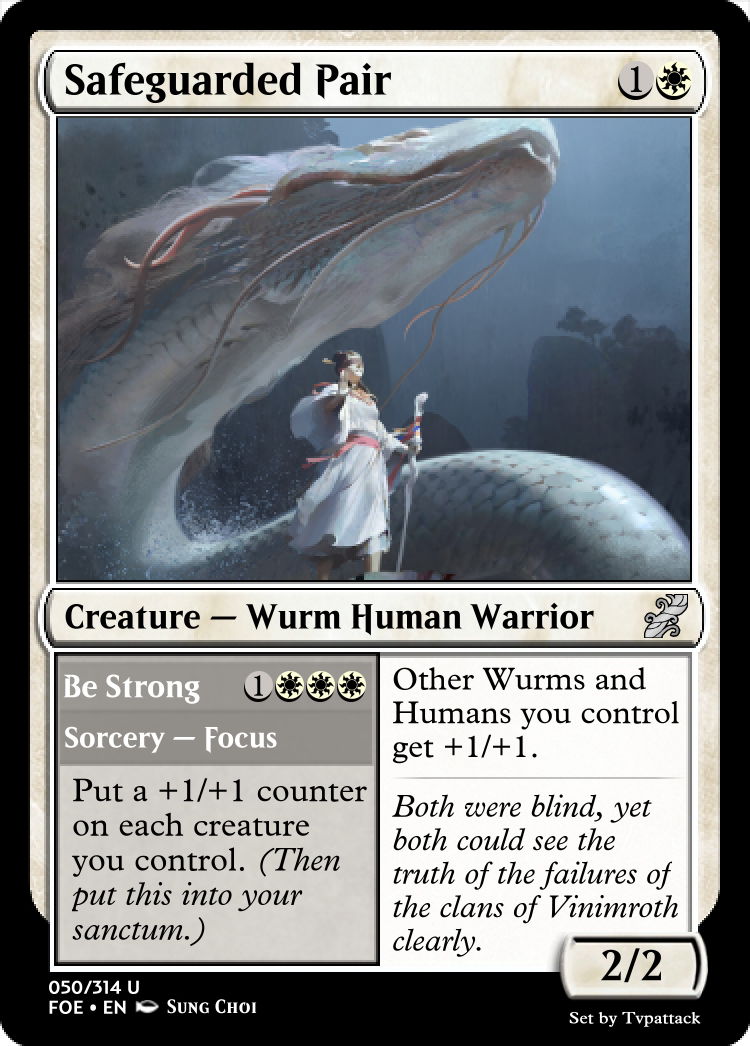 Safeguarded Pair 1
Creature — Wurm Human Warrior
Be Strong 1
Sorcery — Focus
Put a +1/+1 counter
on each creature
you control. (Then
put this into your
sanctum.)
Other Wurms and
Humans you control
get +1/+1.
Both were blind, yet
both could see the
truth of the failures of
the clans of Vinimroth
clearly.
2/2
050/314 U
FOE • EN Sung Choi
Set by Tvpattack